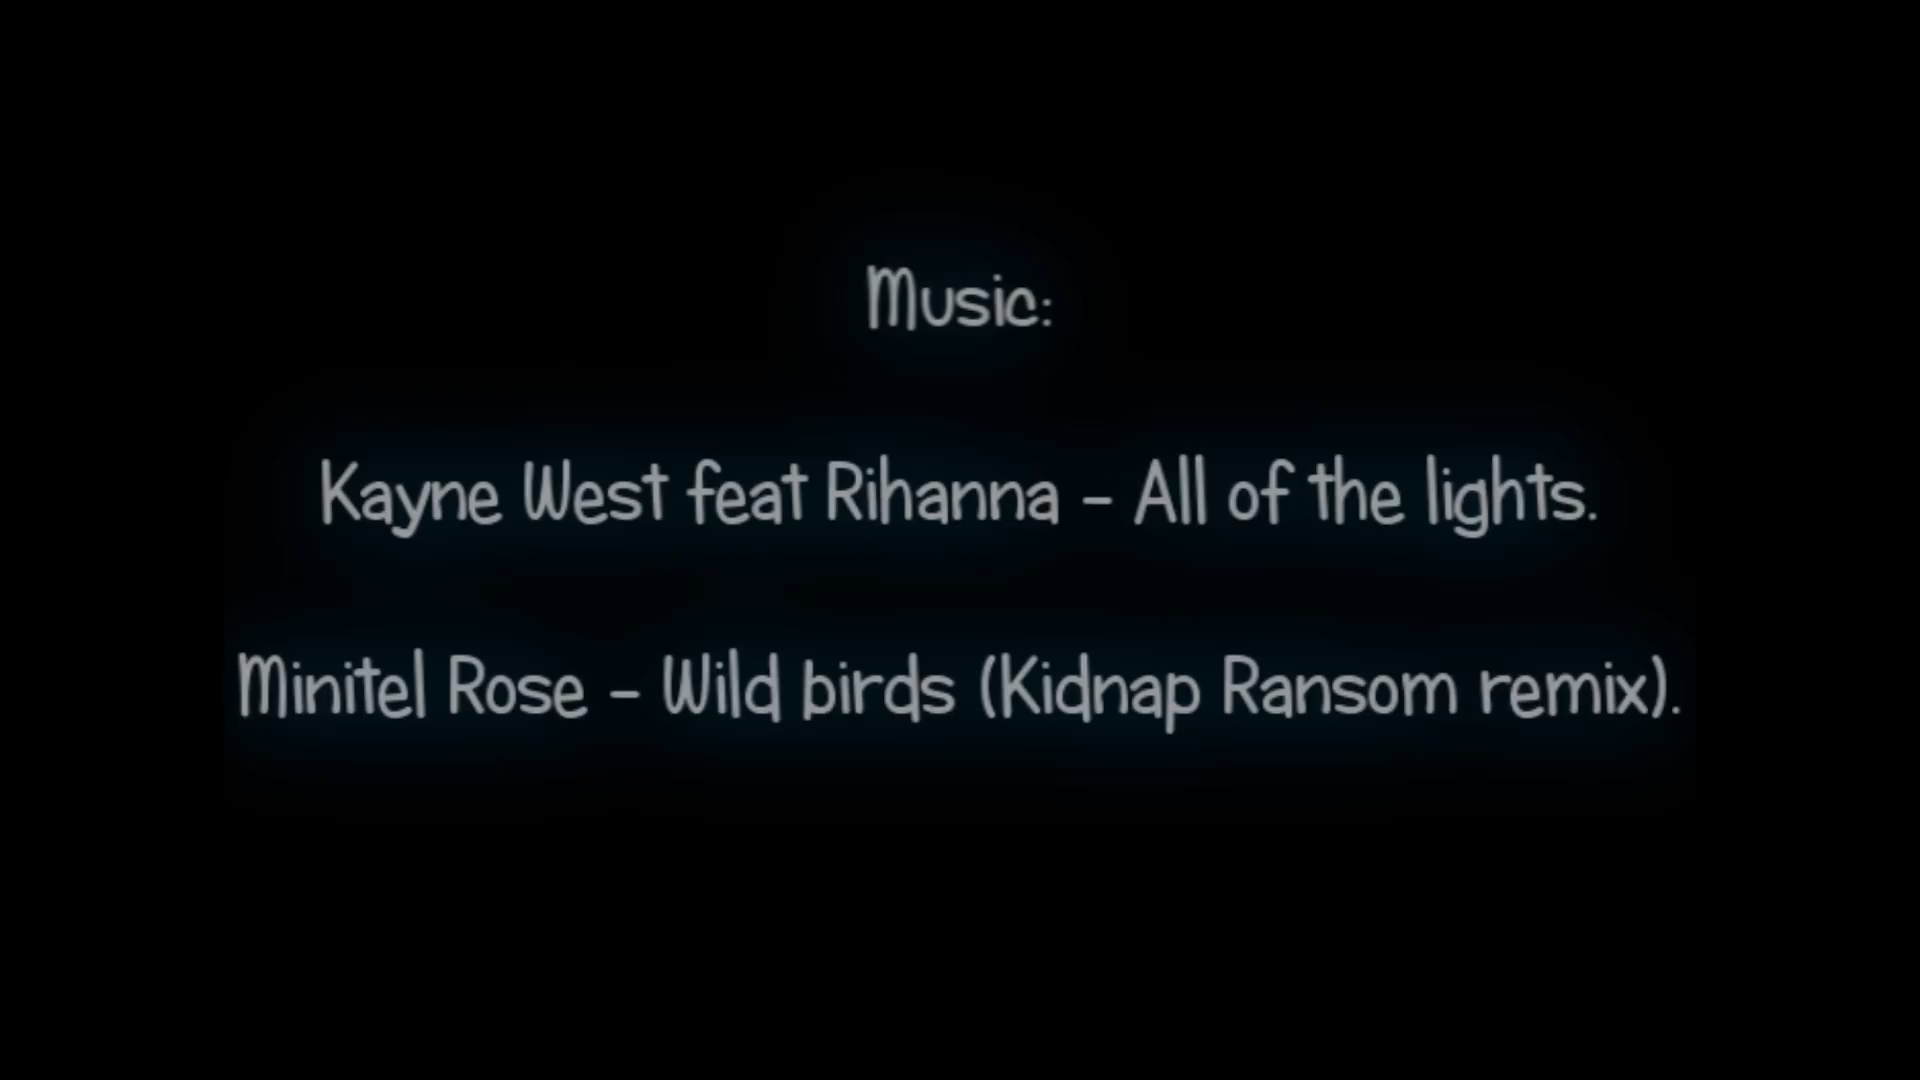 Music:
Kayne West feat Rihanna - All of the lights.
Minitel Rose - Wild birds (Kidnap Ransom remix).